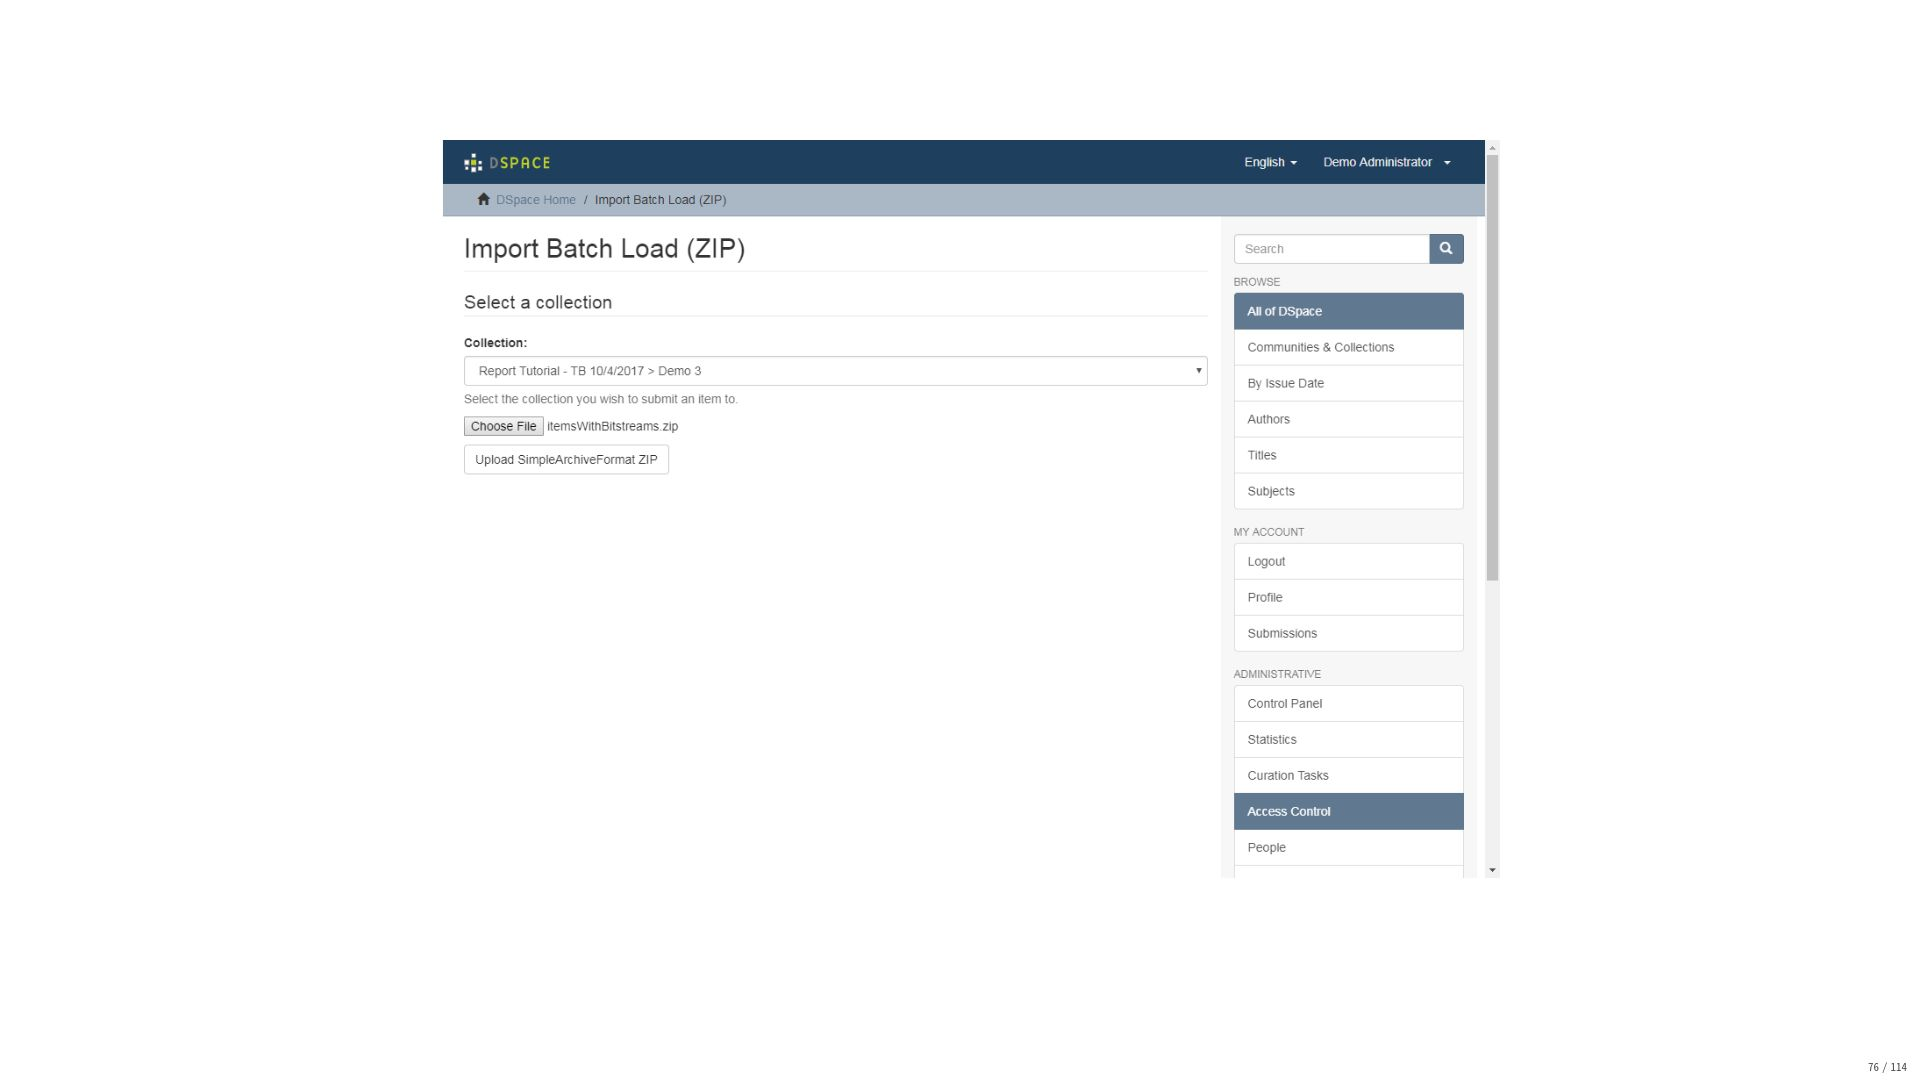 DSPACE
English
Demo Administrator
DSpace Home / Import Batch Load (ZIP)
Import Batch Load (ZIP)
Select a collection
Collection:
Report Tutorial - TB 10/4/2017 > Demo 3
Select the collection you wish to submit an item to.
Choose File itemsWithBitstreams.zip
Upload SimpleArchiveFormat ZIP
Search
BROWSE
All of DSpace
Communities & Collections
By Issue Date
Authors
Titles
Subjects
MY ACCOUNT
Logout
Profile
Submissions
ADMINISTRATIVE
Control Panel
Statistics
Curation Tasks
Access Control
People
76 / 114